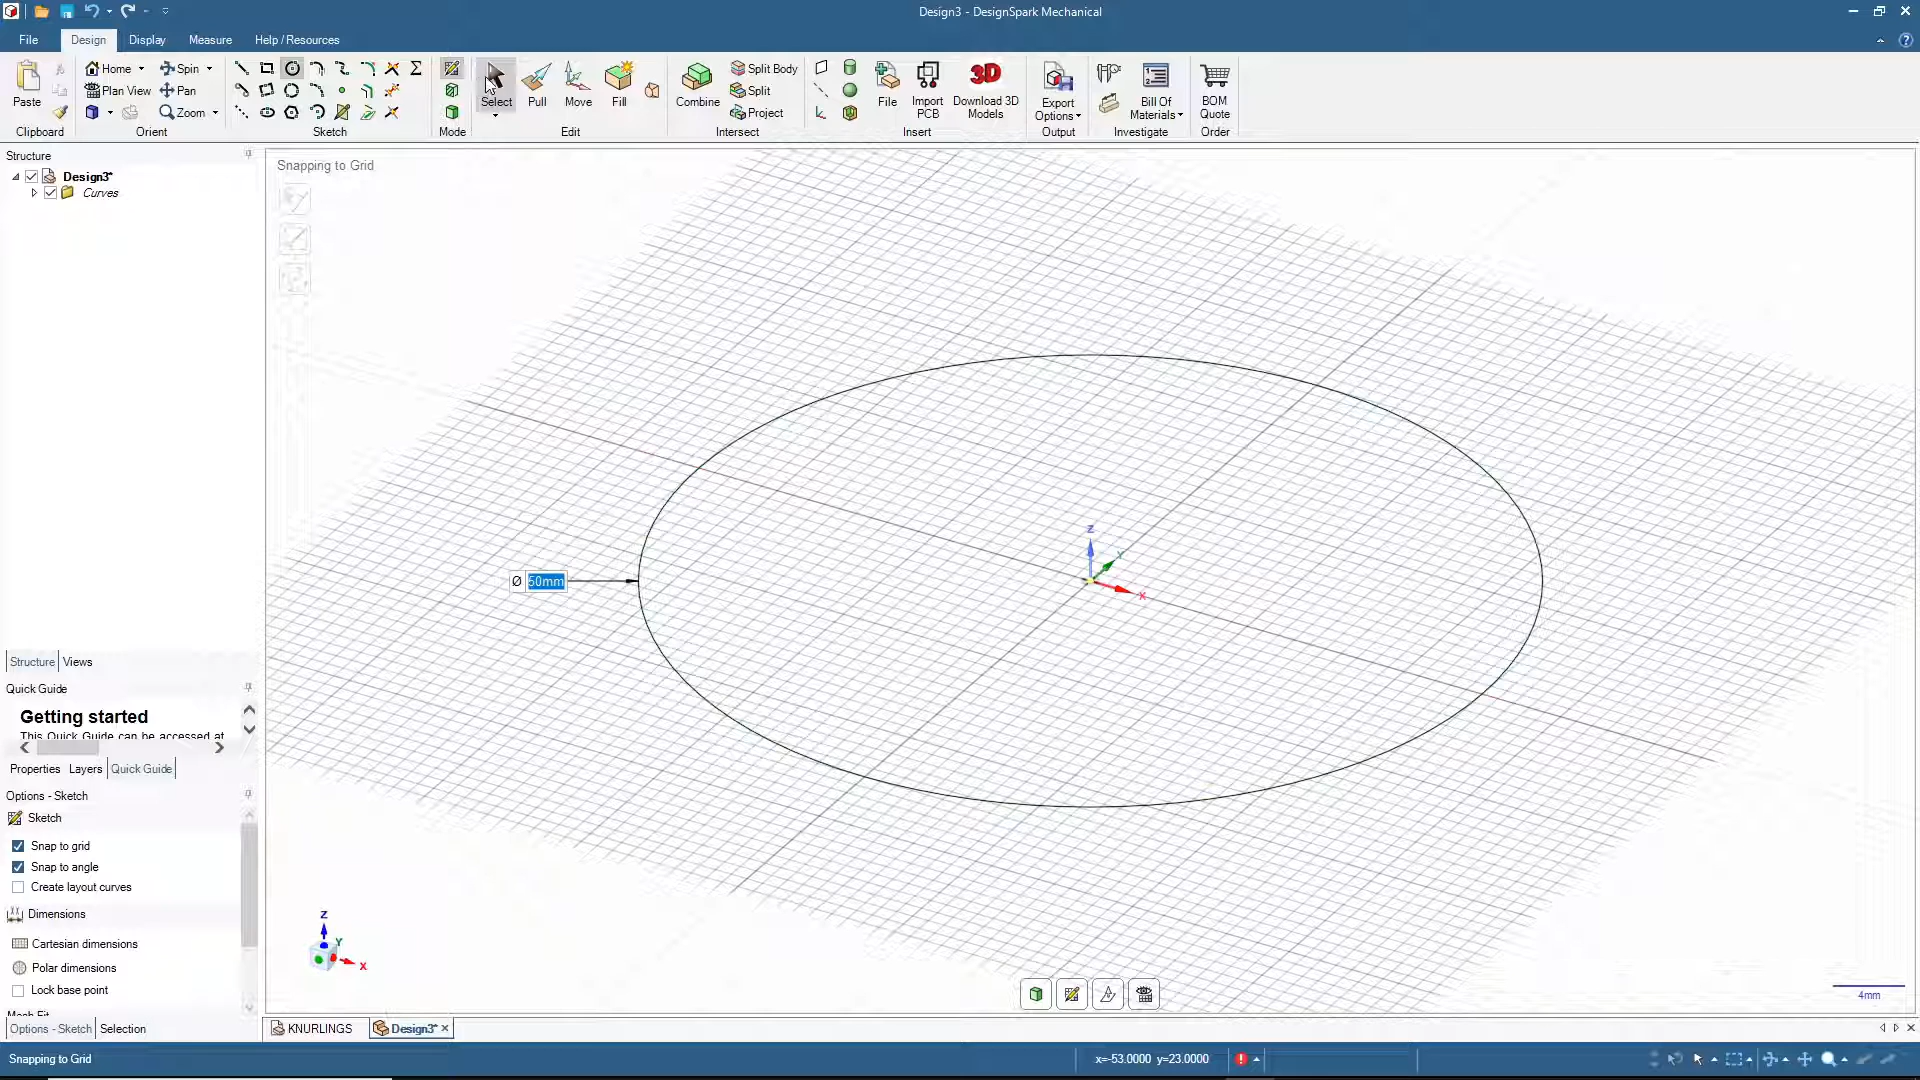 Design3 - DesignSpark Mechanical
File Design Display Measure Help / Resources
Paste Home Spin Plan View Pan Zoom Select Pull Move Fill Combine Split Body Split Project File Import PCB Download 3D Models Export Options Bill Of Materials BOM Quote
Clipboard Orient Sketch Mode Edit Intersect Insert Output Investigate Order
Structure
Design3*
Curves
Snapping to Grid
Z
Y
X
Ø 50mm
Structure Views
Quick Guide
Getting started
This Quick Guide can be accessed at
Properties Layers Quick Guide
Options - Sketch
Sketch
Snap to grid
Snap to angle
Create layout curves
Dimensions
Cartesian dimensions
Polar dimensions
Lock base point
Z
Y
X
4mm
Options - Sketch Selection
KNURLINGS Design3*
Snapping to Grid x=-53.0000 y=23.0000